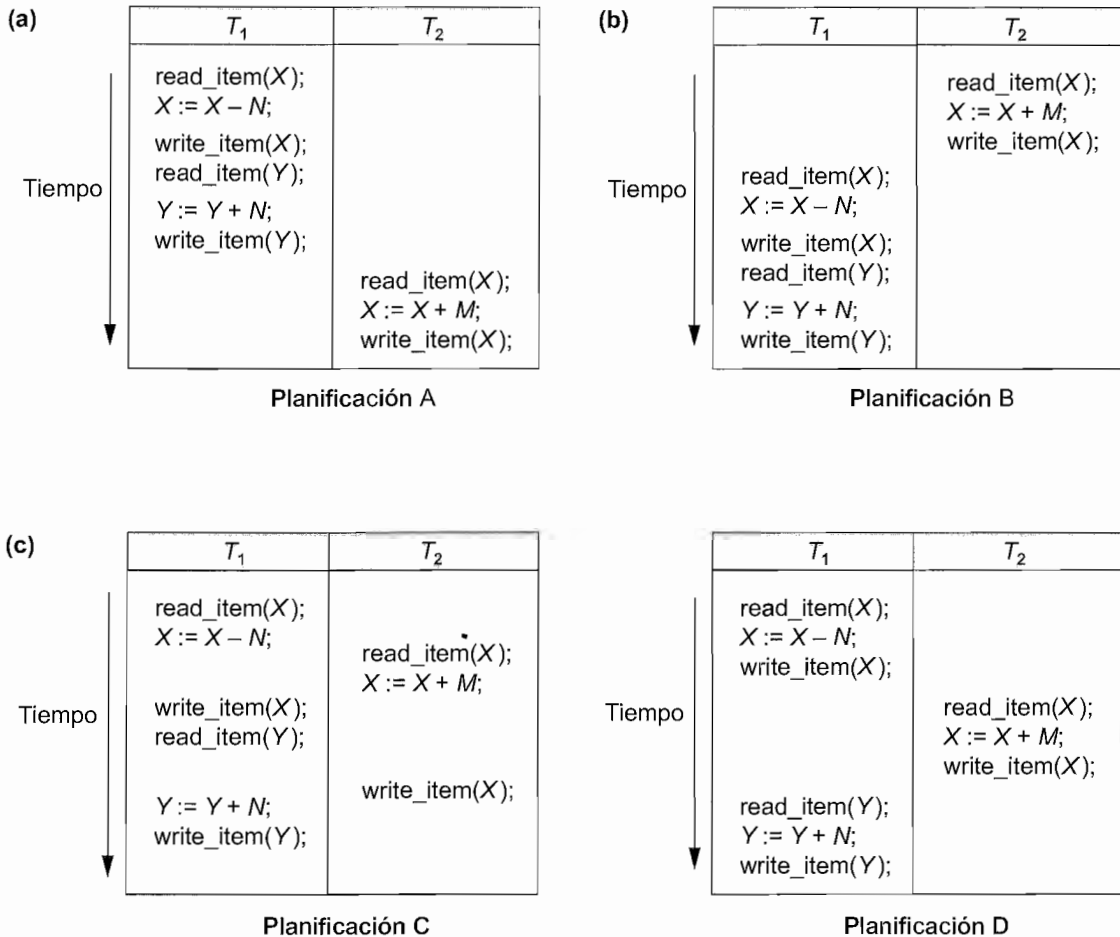 (a)
T1
T2
read_item(X);
X := X – N;
write_item(X);
read_item(Y);
Y := Y + N;
write_item(Y);
read_item(X);
X := X + M;
write_item(X);
Tiempo
Planificación A
(b)
T1
T2
read_item(X);
X := X + M;
write_item(X);
read_item(X);
X := X – N;
write_item(X);
read_item(Y);
Y := Y + N;
write_item(Y);
Tiempo
Planificación B
(c)
T1
T2
read_item(X);
X := X – N;
read_item(X);
X := X + M;
write_item(X);
read_item(Y);
write_item(X);
Y := Y + N;
write_item(Y);
Tiempo
Planificación C
T1
T2
read_item(X);
X := X – N;
write_item(X);
read_item(X);
X := X + M;
write_item(X);
read_item(Y);
Y := Y + N;
write_item(Y);
Tiempo
Planificación D